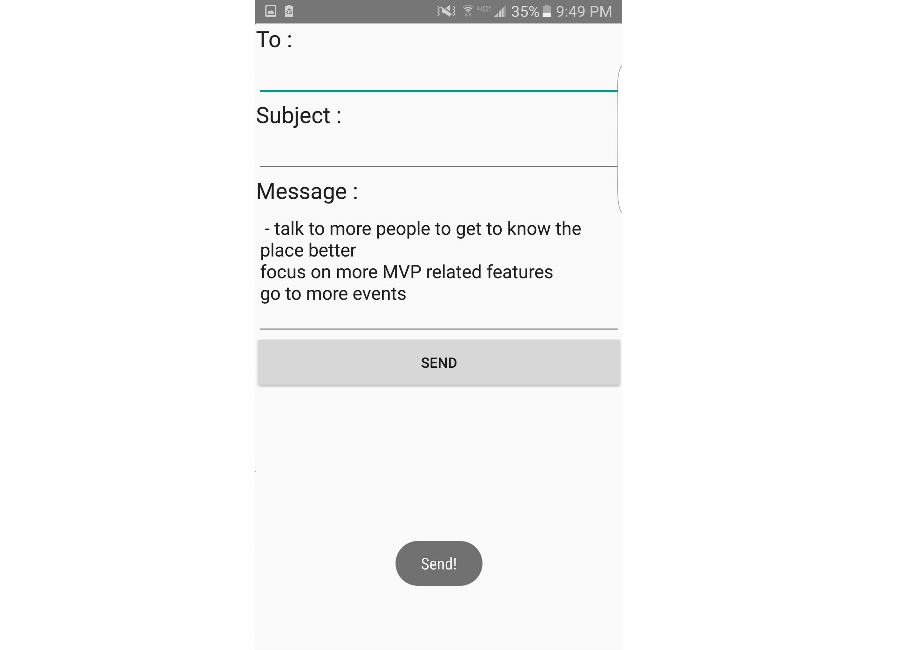 35% 9:49 PM
To :
Subject :
Message :
- talk to more people to get to know the
place better
focus on more MVP related features
go to more events
SEND
Send!